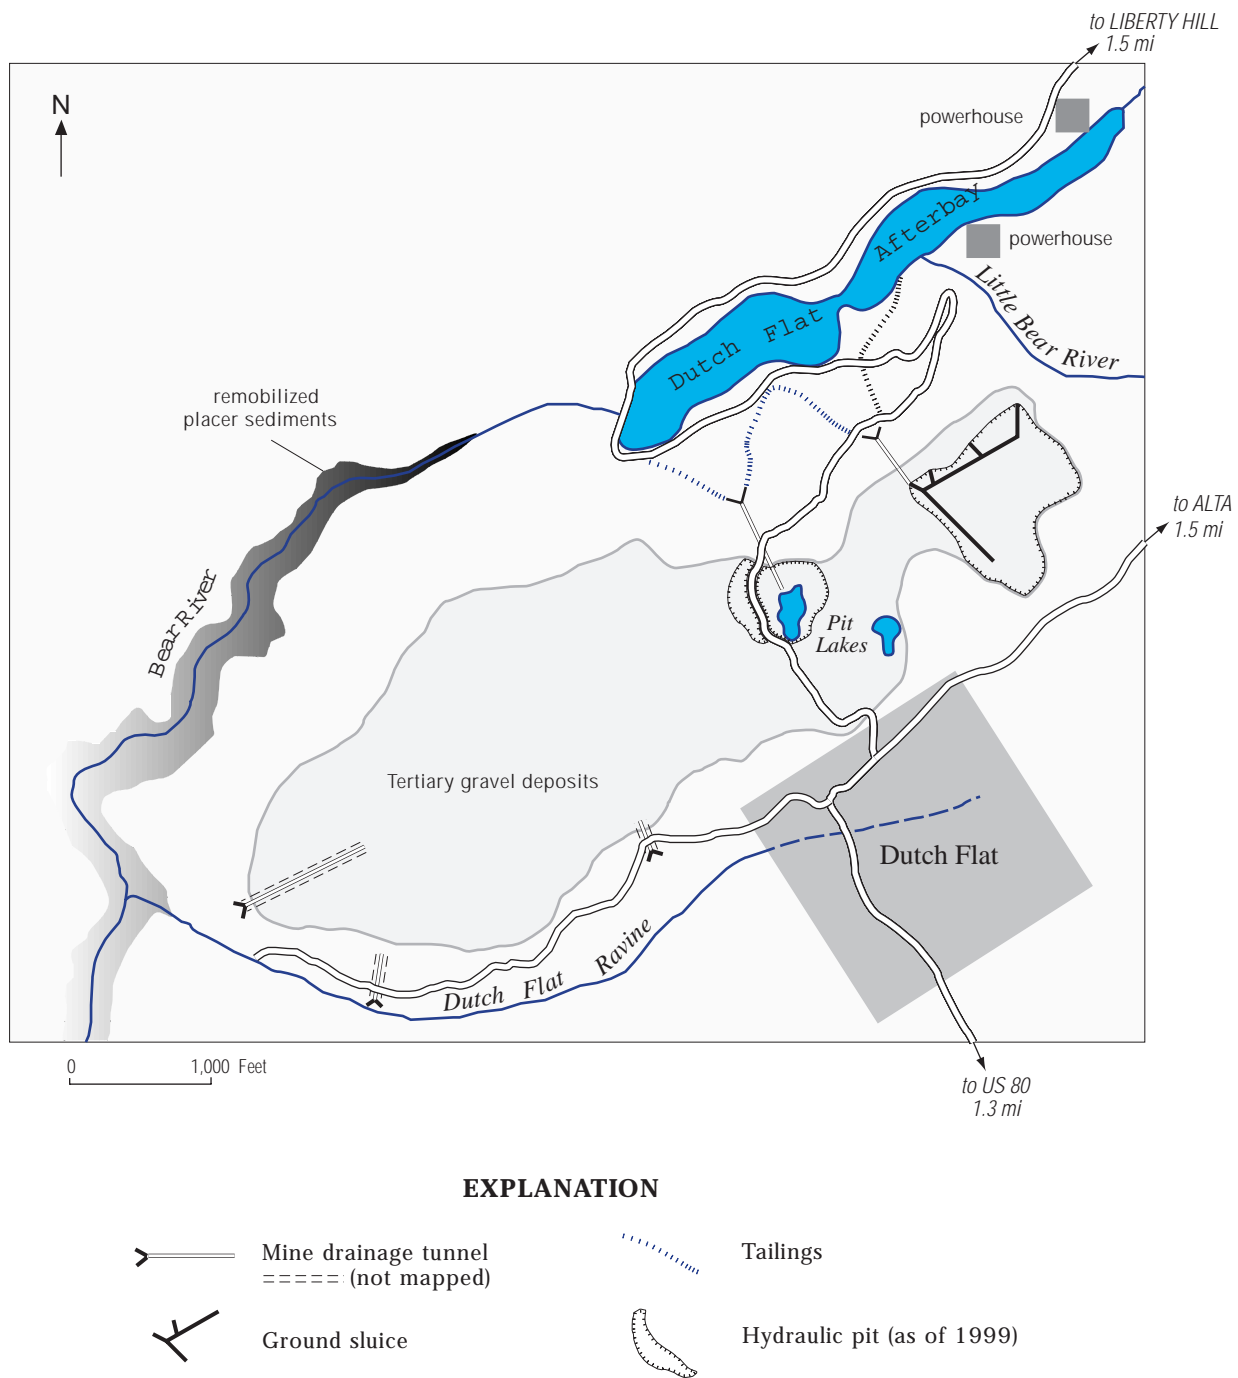 to LIBERTY HILL
1.5 mi
N
powerhouse
Afterbay
powerhouse
Little Bear River
Dutch Flat
remobilized
placer sediments
to ALTA
1.5 mi
Bear River
Pit
Lakes
Tertiary gravel deposits
Dutch Flat
Dutch Flat Ravine
0 1,000 Feet
to US 80
1.3 mi
EXPLANATION
Mine drainage tunnel
(not mapped)
Tailings
Ground sluice
Hydraulic pit (as of 1999)